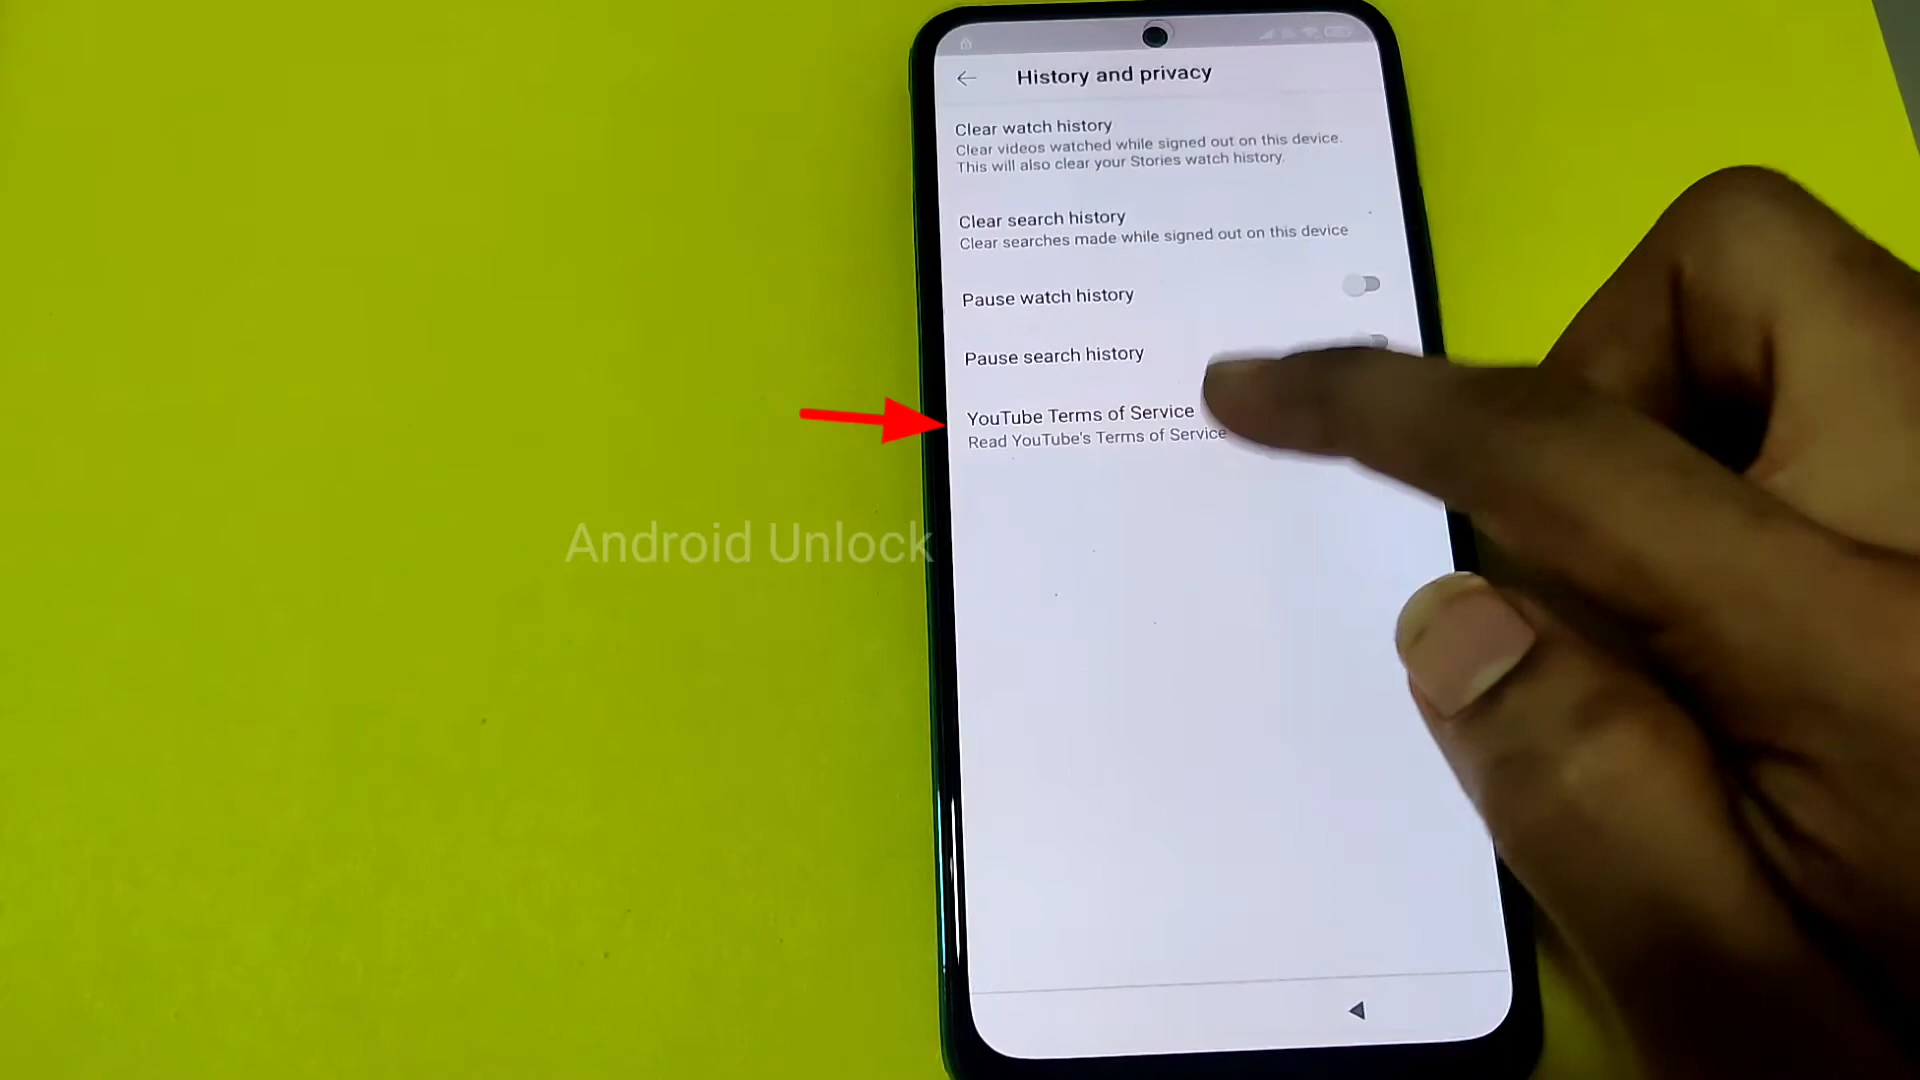 History and privacy
Clear watch history
Clear videos watched while signed out on this device.
This will also clear your Stories watch history.
Clear search history
Clear searches made while signed out on this device
Pause watch history
Pause search history
YouTube Terms of Service
Read YouTube's Terms of Service
Android Unlock